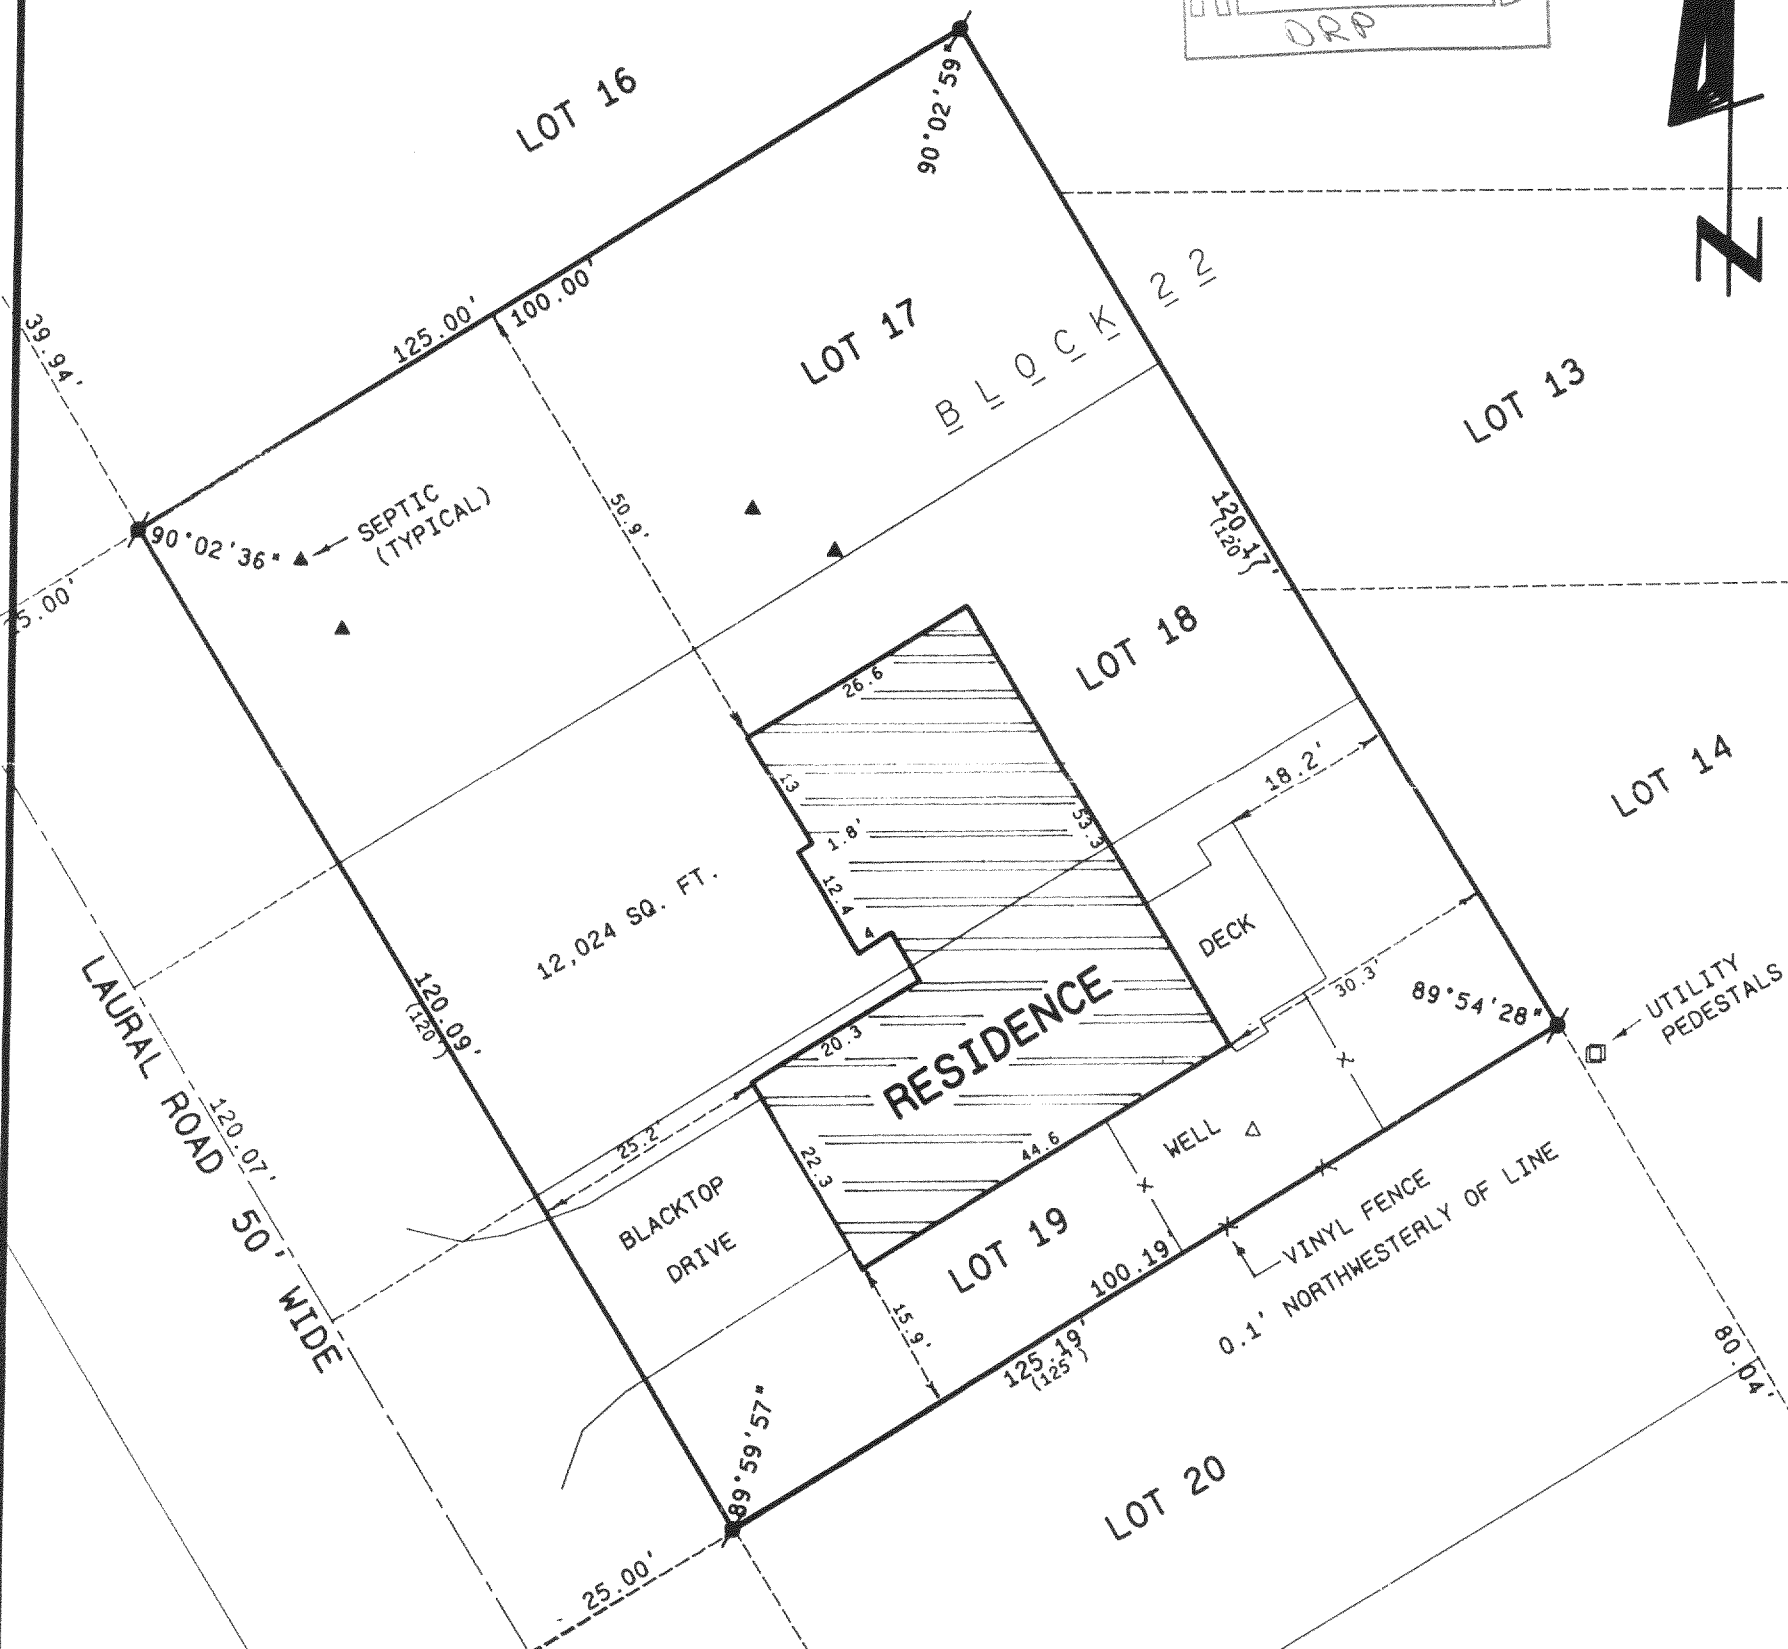 DRP
LOT 16
90°02'59"
N
39.94'
125.00'
100.00'
LOT 17
BLOCK 22
LOT 13
50.9'
SEPTIC
(TYPICAL)
90°02'36"
120.17'
(120')
25.00'
LOT 18
26.6
13
18.2'
LOT 14
1.8'
53.3
12.4
4
12,024 SQ. FT.
DECK
30.3'
89°54'28"
UTILITY
PEDESTALS
120.09'
(120')
LAURAL ROAD 50' WIDE
120.07'
RESIDENCE
20.3
25.2'
22.3
44.6
WELL
BLACKTOP
DRIVE
LOT 19
100.19'
VINYL FENCE
0.1' NORTHWESTERLY OF LINE
15.9'
125.19'
(125')
80.04'
89°59'57"
LOT 20
25.00'